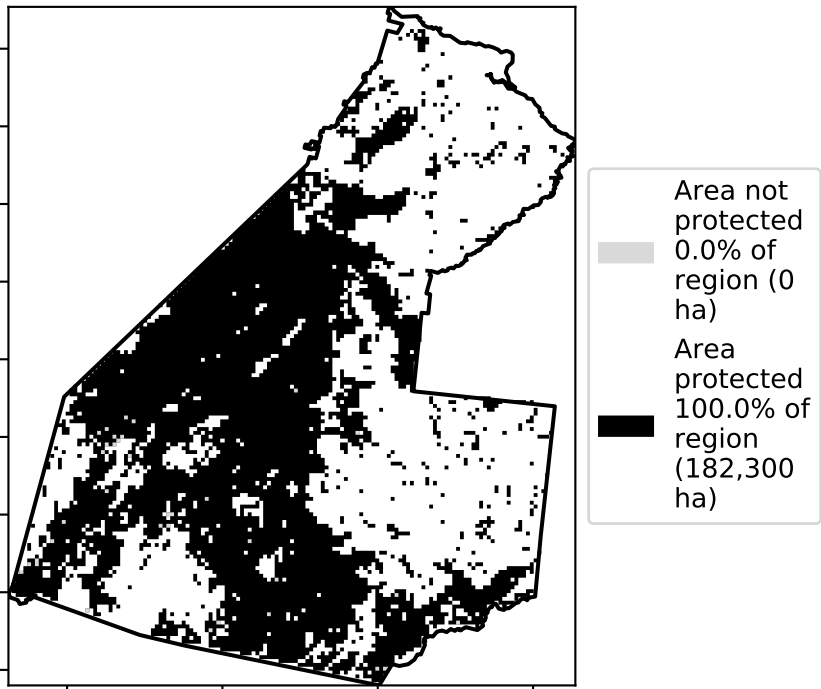 Area not
protected
0.0% of
region (0
ha)
Area
protected
100.0% of
region
(182,300
ha)